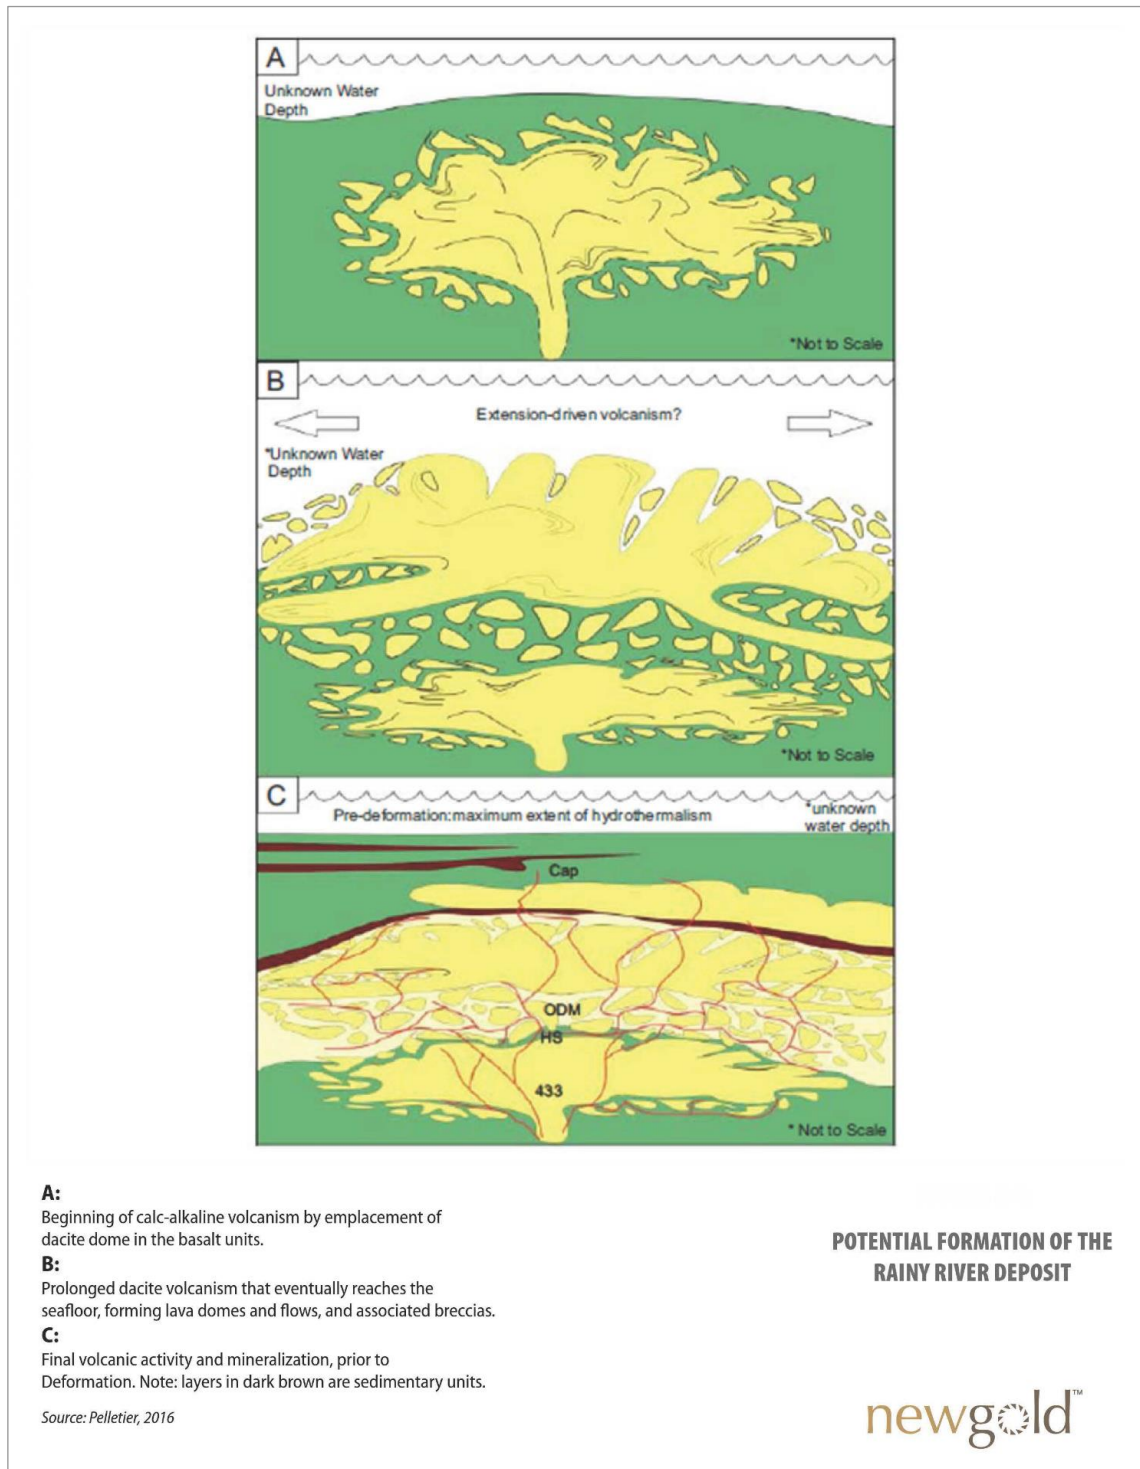 A
Unknown Water
Depth
*Not to Scale
B
Extension-driven volcanism?
*Unknown Water
Depth
*Not to Scale
C
Pre-deformation:maximum extent of hydrothermalism
*unknown
water depth
Cap
ODM
HS
433
* Not to Scale
A:
Beginning of calc-alkaline volcanism by emplacement of
dacite dome in the basalt units.
B:
Prolonged dacite volcanism that eventually reaches the
seafloor, forming lava domes and flows, and associated breccias.
C:
Final volcanic activity and mineralization, prior to
Deformation. Note: layers in dark brown are sedimentary units.
Source: Pelletier, 2016
POTENTIAL FORMATION OF THE
RAINY RIVER DEPOSIT
newgold™